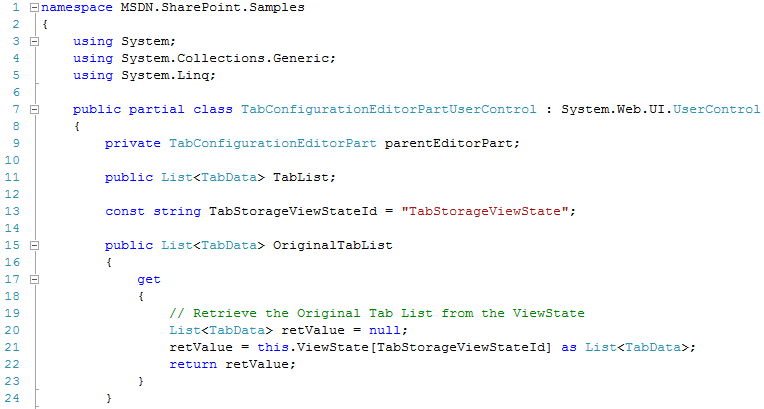 1 namespace MSDN.SharePoint.Samples
2 {
3     using System;
4     using System.Collections.Generic;
5     using System.Linq;
6
7     public partial class TabConfigurationEditorPartUserControl : System.Web.UI.UserControl
8     {
9         private TabConfigurationEditorPart parentEditorPart;
10
11         public List<TabData> TabList;
12
13         const string TabStorageViewStateId = "TabStorageViewState";
14
15         public List<TabData> OriginalTabList
16         {
17             get
18             {
19                 // Retrieve the Original Tab List from the ViewState
20                 List<TabData> retValue = null;
21                 retValue = this.ViewState[TabStorageViewStateId] as List<TabData>;
22                 return retValue;
23             }
24         }